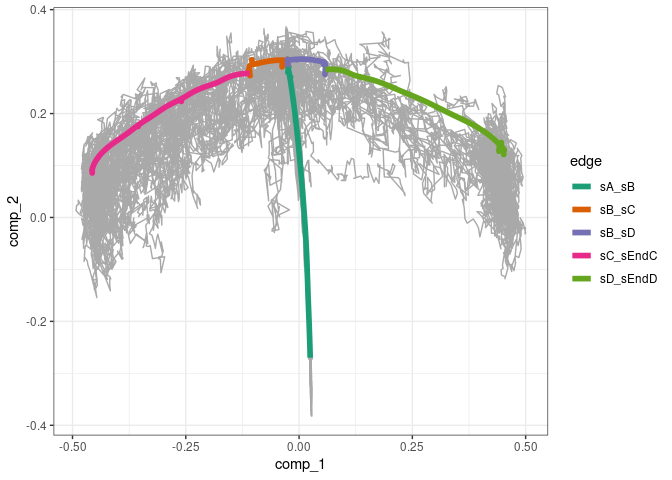 0.4
0.2
0.0
-0.2
-0.4
comp_2
-0.50
-0.25
0.00
0.25
0.50
comp_1
edge
sA_sB
sB_sC
sB_sD
sC_sEndC
sD_sEndD